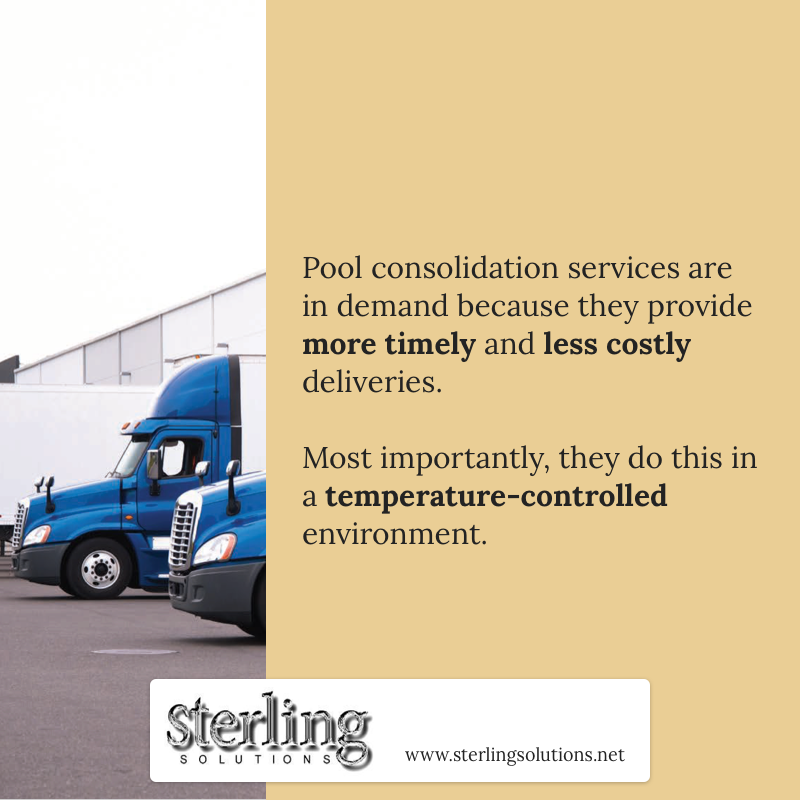 Pool consolidation services are
in demand because they provide
more timely and less costly
deliveries.
Most importantly, they do this in
a temperature-controlled
environment.
sterling
SOLUTIONS
www.sterlingsolutions.net